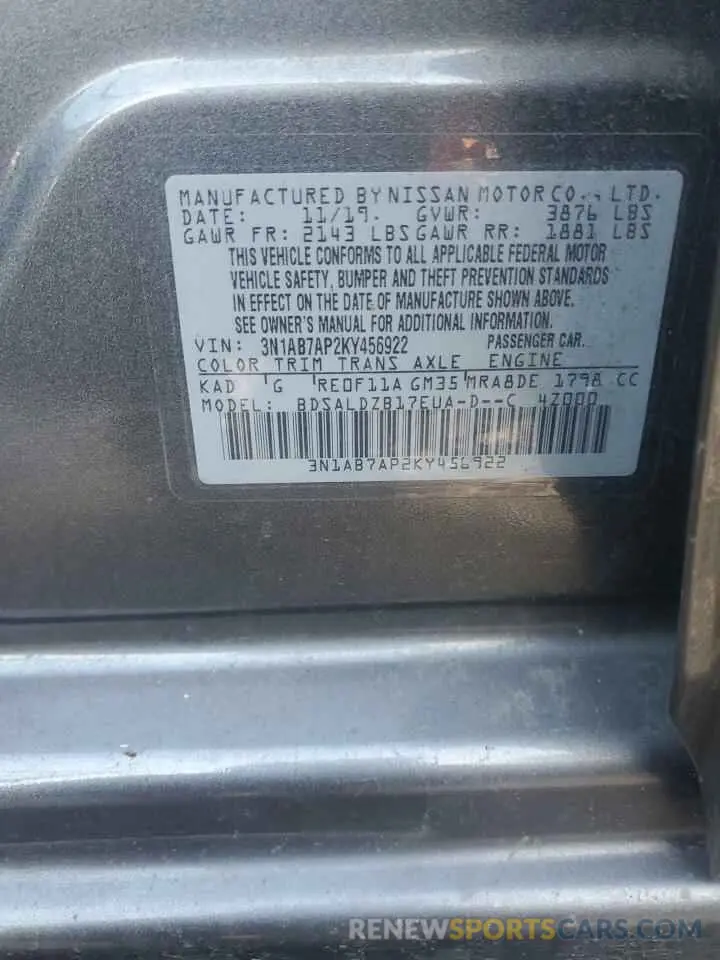 MANUFACTURED BY NISSAN MOTOR CO., LTD.
DATE: 11/19. GVWR: 3876 LBS
GAWR FR: 2143 LBS GAWR RR: 1881 LBS
THIS VEHICLE CONFORMS TO ALL APPLICABLE FEDERAL MOTOR
VEHICLE SAFETY, BUMPER AND THEFT PREVENTION STANDARDS
IN EFFECT ON THE DATE OF MANUFACTURE SHOWN ABOVE.
SEE OWNER'S MANUAL FOR ADDITIONAL INFORMATION.
VIN: 3N1AB7AP2KY456922 PASSENGER CAR.
COLOR TRIM TRANS AXLE ENGINE
KAD G RE0F11A GM35 MRA8DE 1798 CC
MODEL: BDSALDZB17EUA-D--C 4Z000
3N1AB7AP2KY456922
RENEWSPORTSCARS.COM